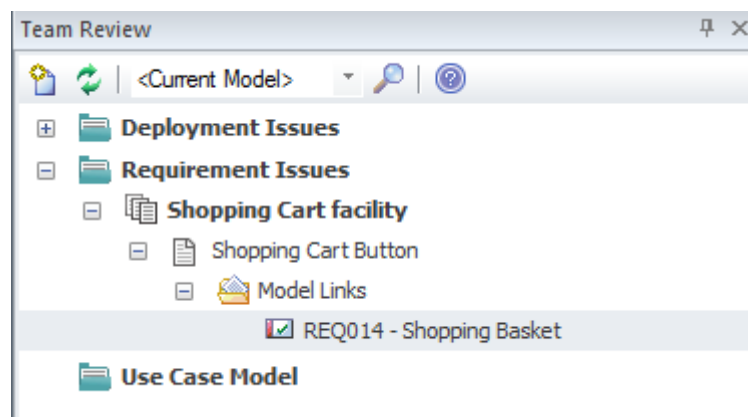 Team Review
<Current Model>
Deployment Issues
Requirement Issues
Shopping Cart facility
Shopping Cart Button
Model Links
REQ014 - Shopping Basket
Use Case Model